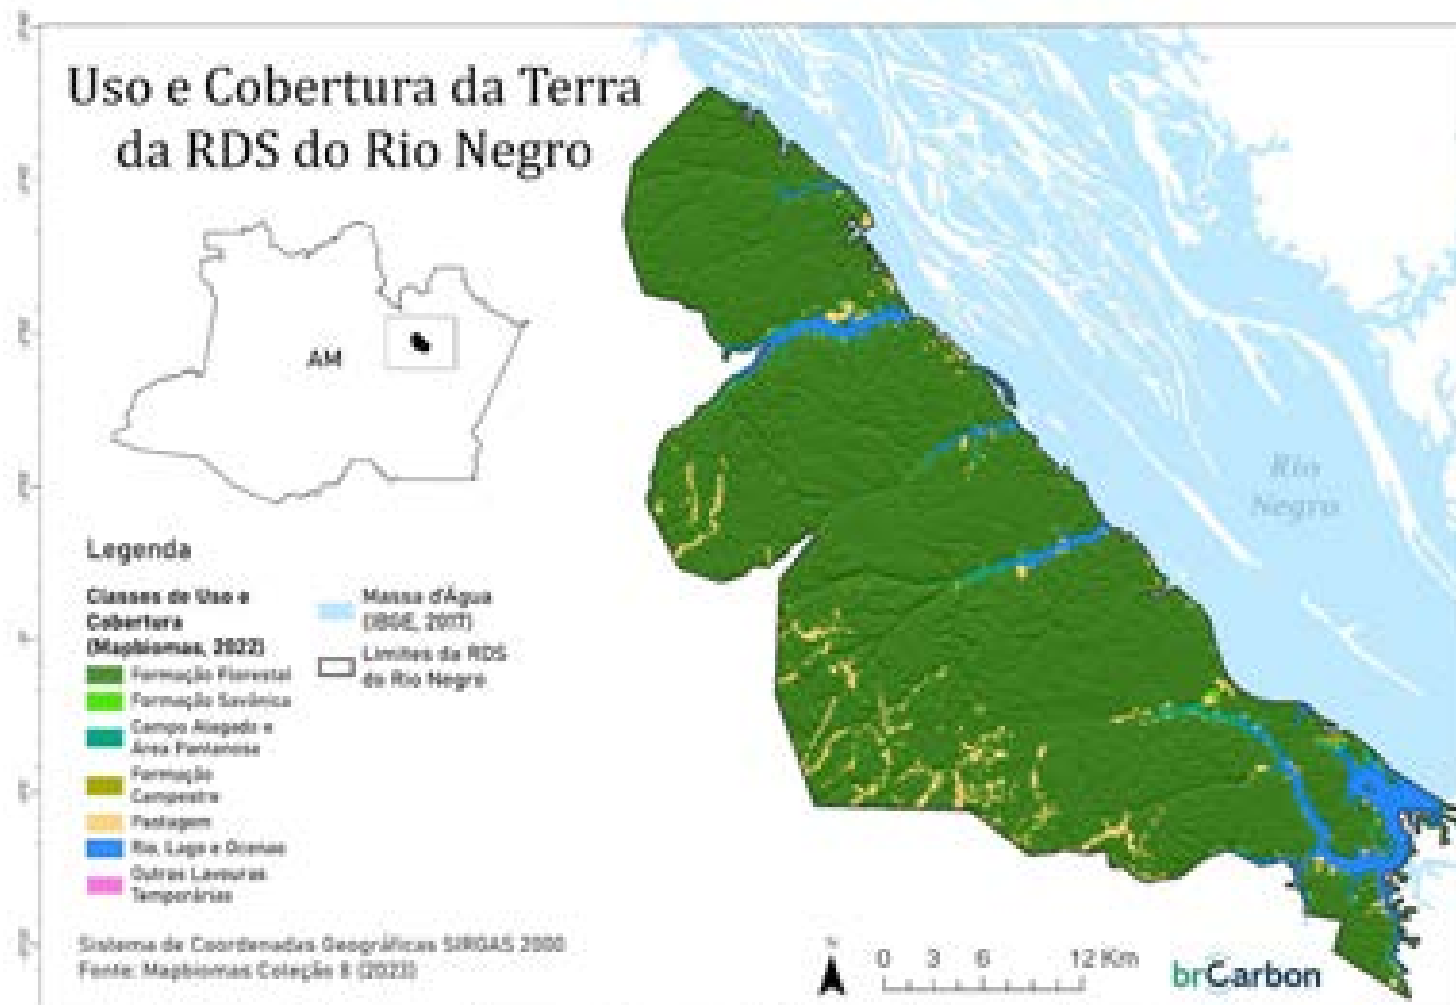 Uso e Cobertura da Terra
da RDS do Rio Negro
AM
Rio
Negro
Legenda
Classes de Uso e
Cobertura
(Mapbiomas, 2022)
Formação Florestal
Formação Savânica
Campo Alagado e
Área Pantanosa
Formação
Campestre
Pastagem
Rio, Lago e Oceano
Outras Lavouras
Temporárias
Massa d'Água
(IBGE, 2017)
Limites da RDS
do Rio Negro
Sistema de Coordenadas Geográficas SIRGAS 2000
Fonte: Mapbiomas Coleção 8 (2023)
N
0 3 6 12 Km
brCarbon